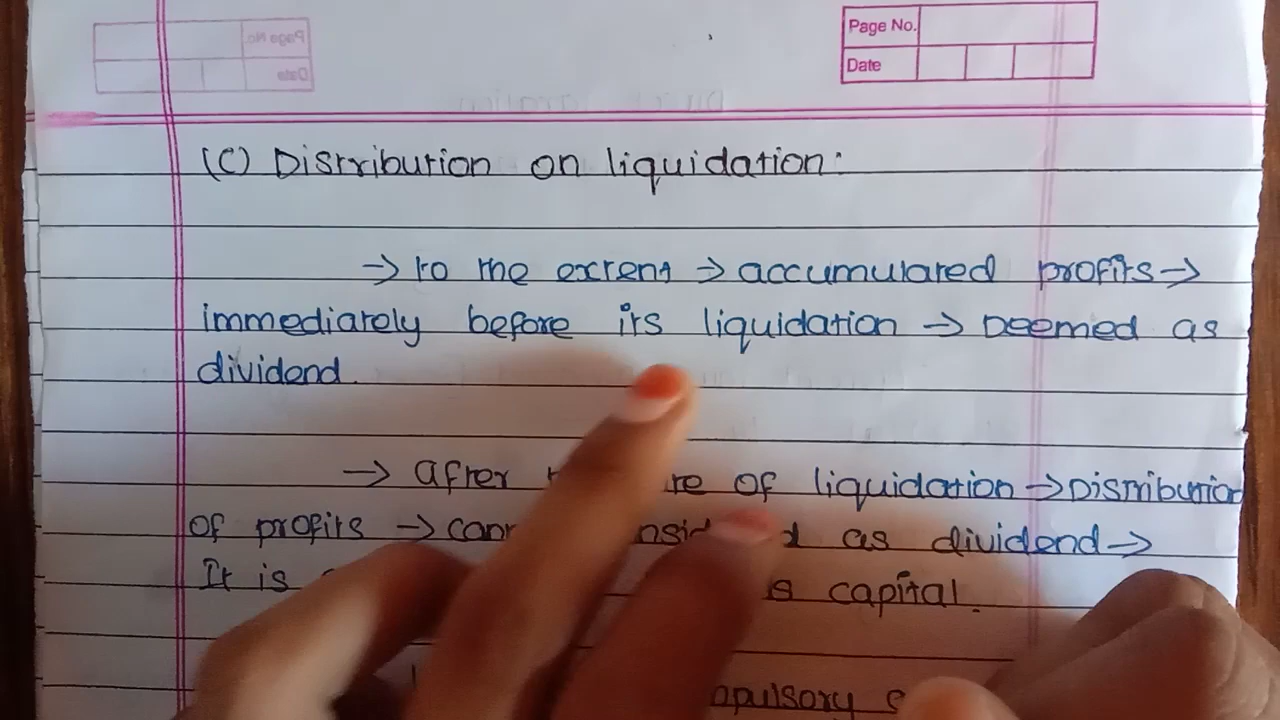 Page No.
Date
(C) Distribution on liquidation:
→ to the extent → accumulated profits →
immediately before its liquidation → Deemed as
dividend.
→ after of liquidation → Distribution
of profits → as dividend →
It is capital.